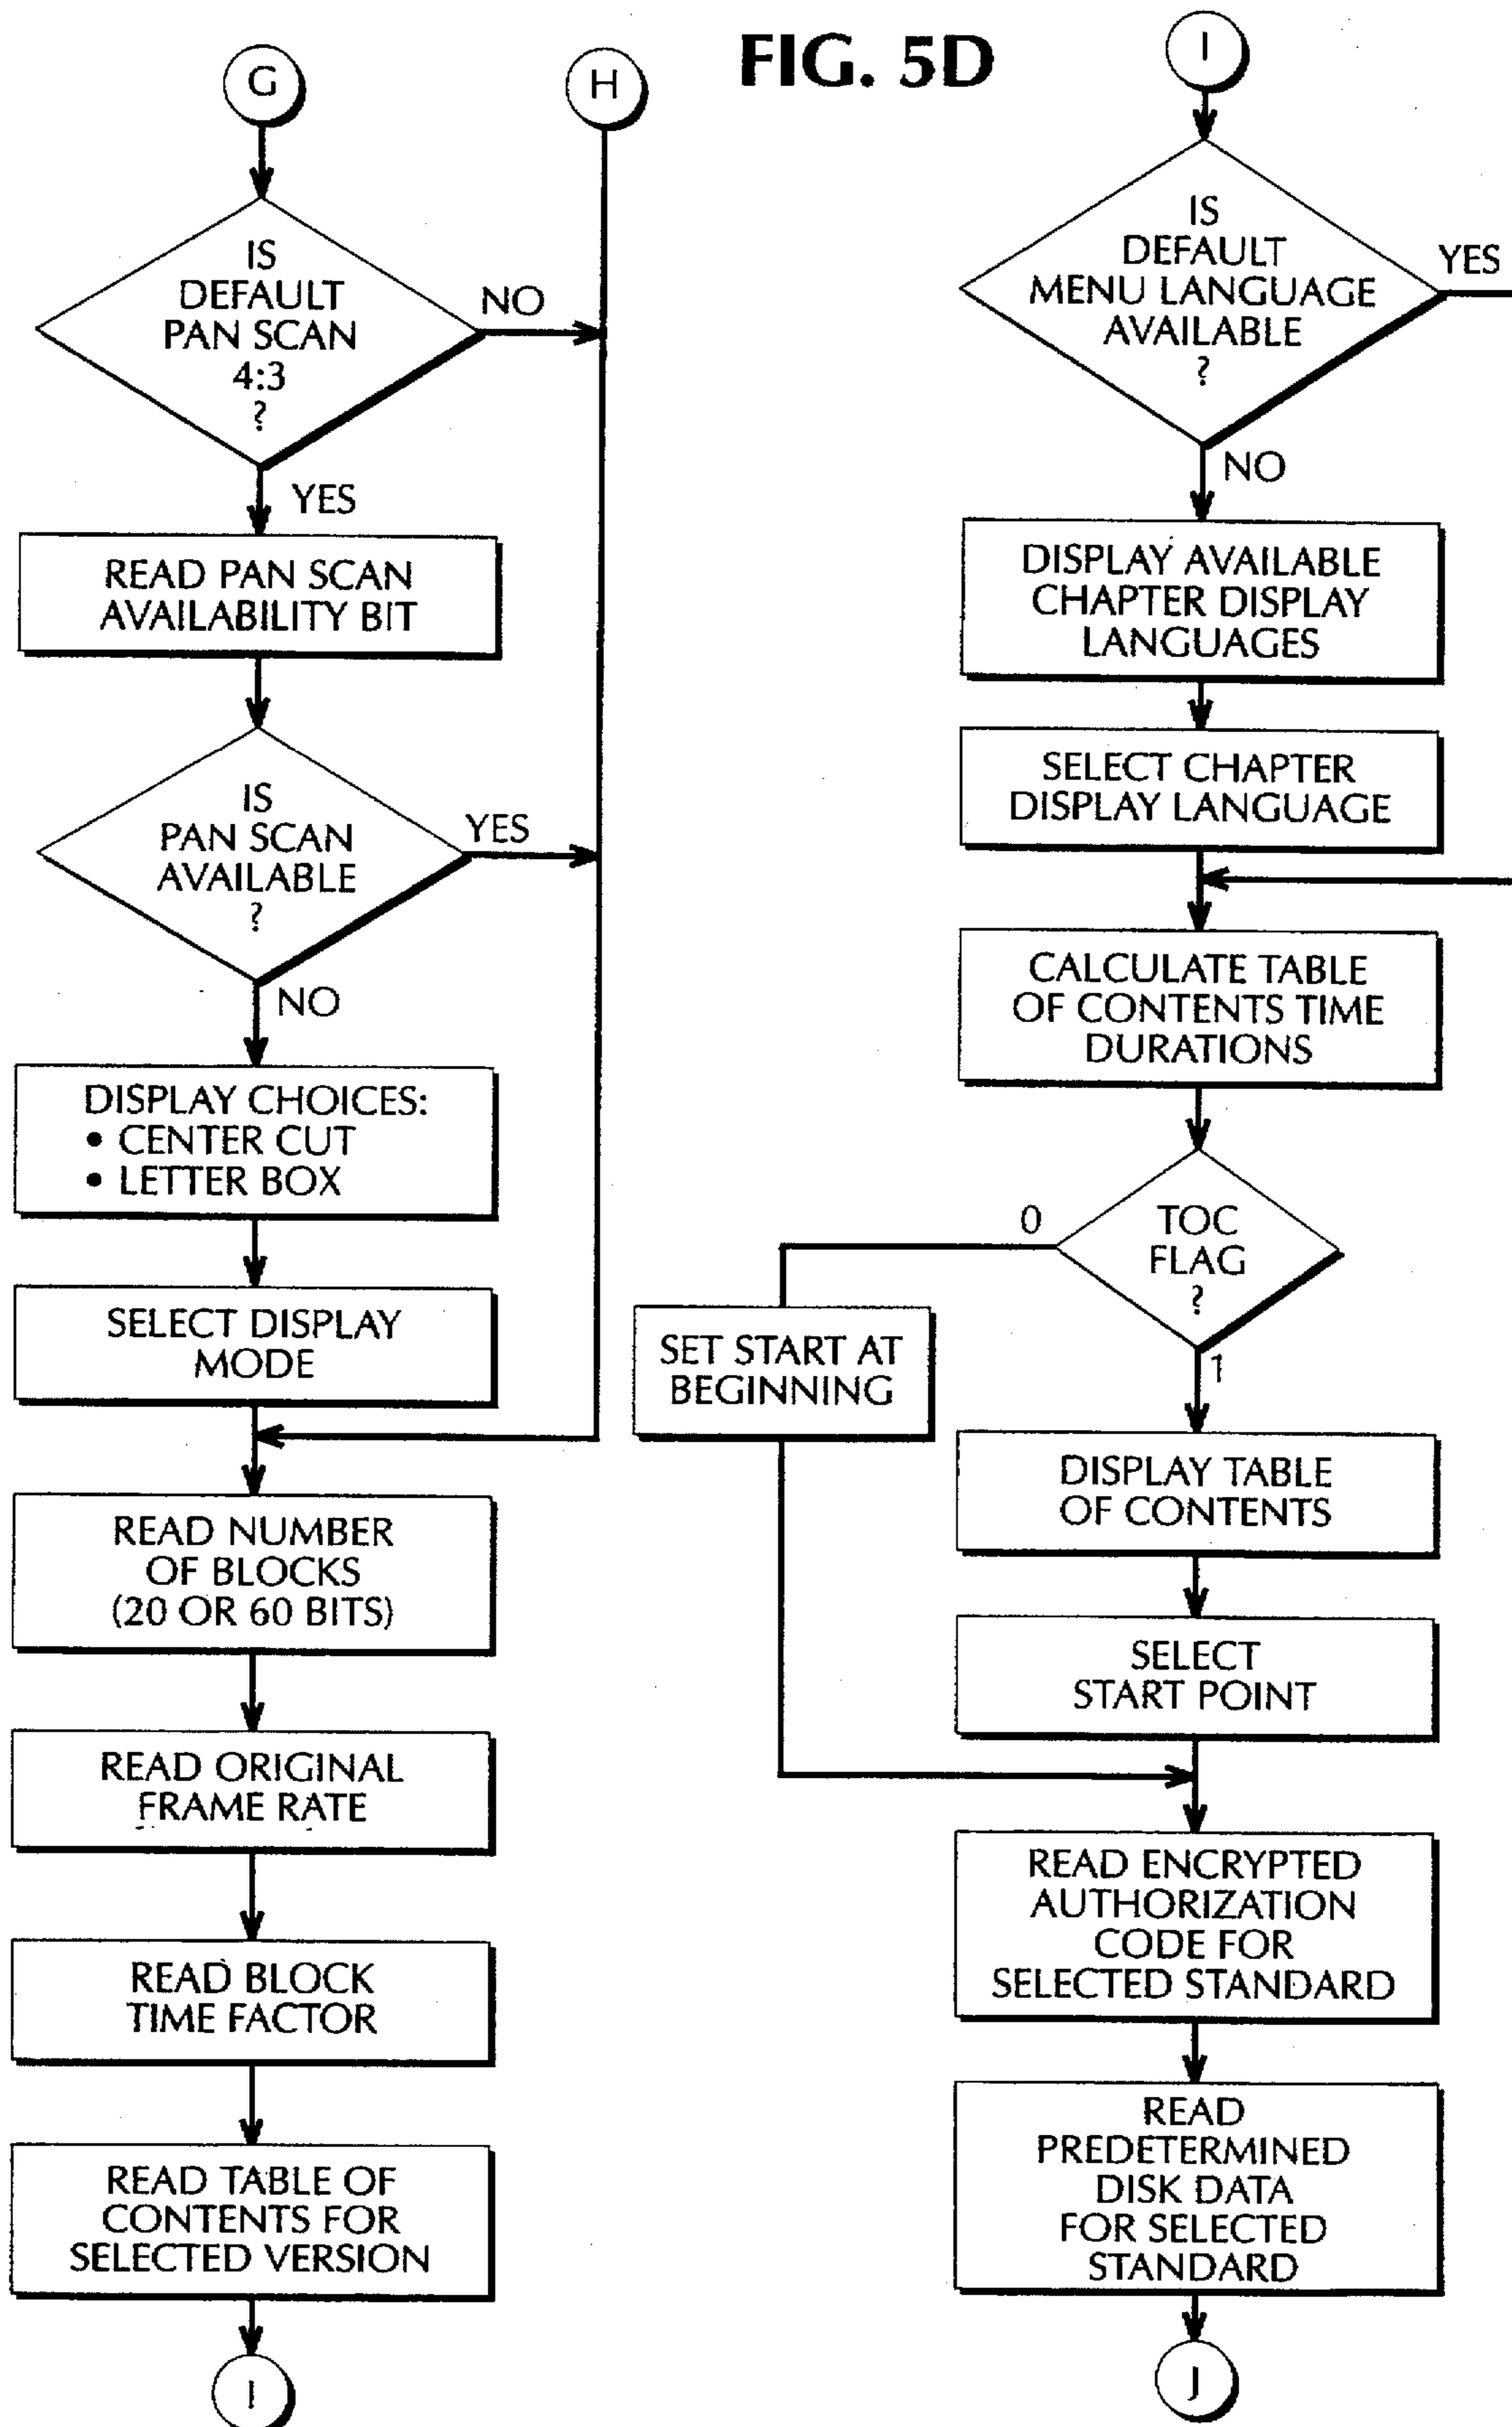 FIG. 5D
G
H
IS
DEFAULT
PAN SCAN
4:3
?
NO
YES
READ PAN SCAN
AVAILABILITY BIT
IS
PAN SCAN
AVAILABLE
?
YES
NO
DISPLAY CHOICES:
• CENTER CUT
• LETTER BOX
SELECT DISPLAY
MODE
READ NUMBER
OF BLOCKS
(20 OR 60 BITS)
READ ORIGINAL
FRAME RATE
READ BLOCK
TIME FACTOR
READ TABLE OF
CONTENTS FOR
SELECTED VERSION
I
I
IS
DEFAULT
MENU LANGUAGE
AVAILABLE
?
YES
NO
DISPLAY AVAILABLE
CHAPTER DISPLAY
LANGUAGES
SELECT CHAPTER
DISPLAY LANGUAGE
CALCULATE TABLE
OF CONTENTS TIME
DURATIONS
TOC
FLAG
?
0
1
SET START AT
BEGINNING
DISPLAY TABLE
OF CONTENTS
SELECT
START POINT
READ ENCRYPTED
AUTHORIZATION
CODE FOR
SELECTED STANDARD
READ
PREDETERMINED
DISK DATA
FOR SELECTED
STANDARD
J